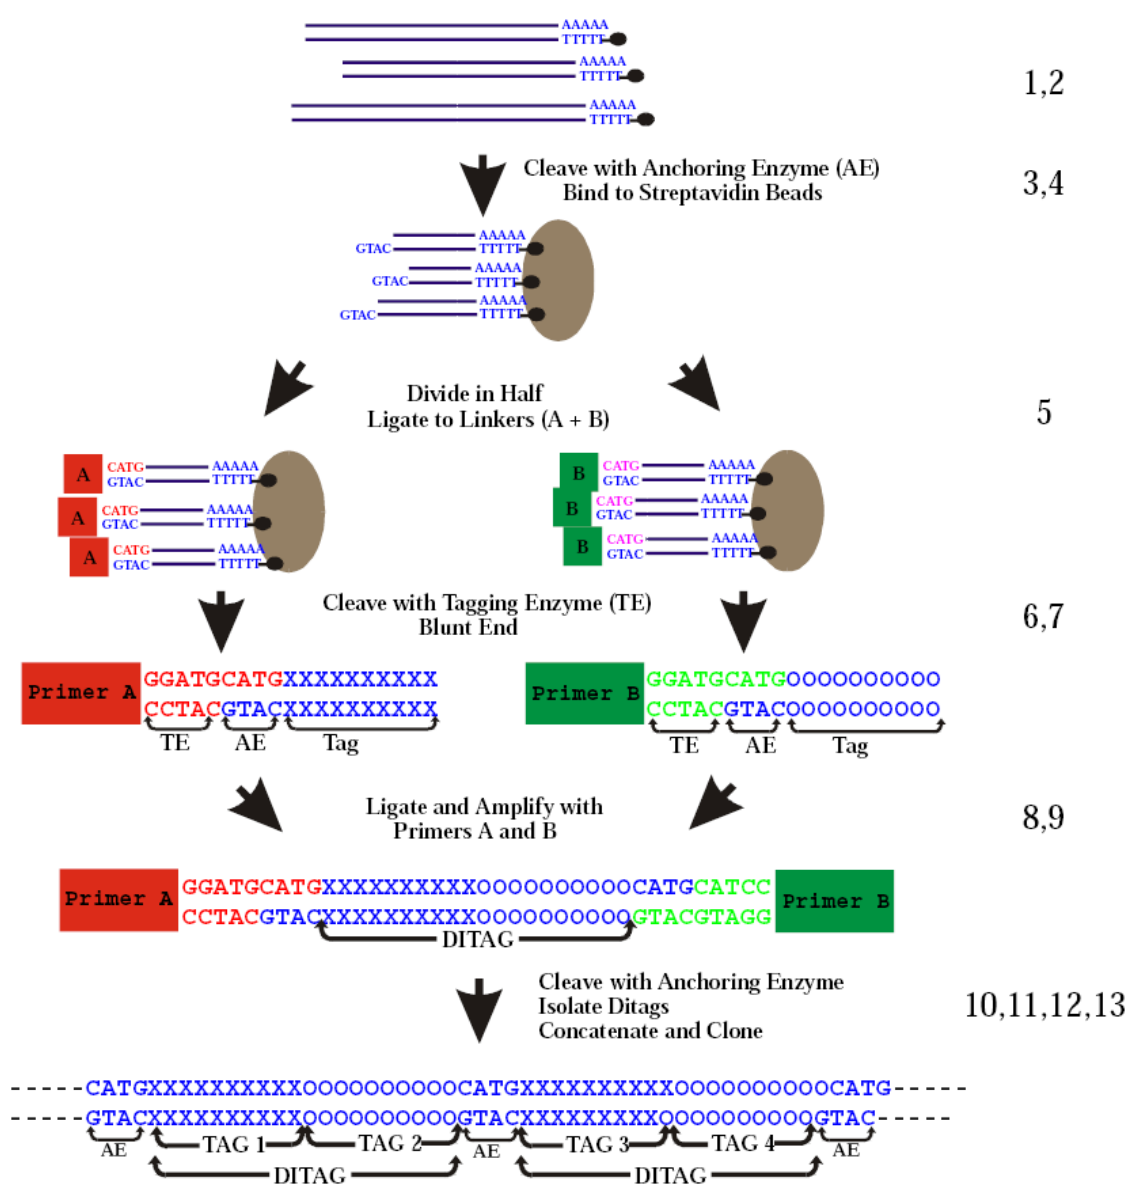 AAAAA
TTTTT
AAAAA
TTTTT
1,2
AAAAA
TTTTT
Cleave with Anchoring Enzyme (AE)
Bind to Streptavidin Beads
3,4
AAAAA
GTAC TTTTT
AAAAA
GTAC TTTTT
AAAAA
GTAC TTTTT
Divide in Half
Ligate to Linkers (A + B)
5
A CATG AAAAA
GTAC TTTTT
A CATG AAAAA
GTAC TTTTT
A CATG AAAAA
GTAC TTTTT
B CATG AAAAA
GTAC TTTTT
B CATG AAAAA
GTAC TTTTT
B CATG AAAAA
GTAC TTTTT
Cleave with Tagging Enzyme (TE)
Blunt End
6,7
Primer A
GGATGCATGXXXXXXXXXX
CCTACGTACXXXXXXXXXX
TE AE Tag
Primer B
GGATGCATGOOOOOOOOOO
CCTACGTACOOOOOOOOOO
TE AE Tag
Ligate and Amplify with
Primers A and B
8,9
Primer A
GGATGCATGXXXXXXXXXXOOOOOOOOOOCATGCATCC
CCTACGTACXXXXXXXXXXOOOOOOOOOOGTACGTAGG
Primer B
DITAG
Cleave with Anchoring Enzyme
Isolate Ditags
Concatenate and Clone
10,11,12,13
-----CATGXXXXXXXXXXOOOOOOOOOOCATGXXXXXXXXXXOOOOOOOOOOCATG-----
-----GTACXXXXXXXXXXOOOOOOOOOOGTACXXXXXXXXXOOOOOOOOOOGTAC-----
AE TAG 1 TAG 2 AE TAG 3 TAG 4 AE
DITAG DITAG